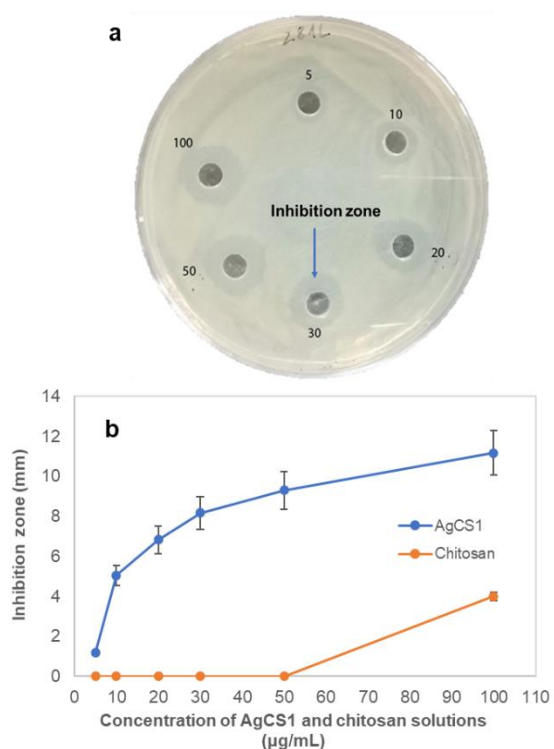 a
5
10
100
Inhibition zone
20
50
30
b
14
12
10
8
6
4
2
0
Inhibition zone (mm)
AgCS1
Chitosan
0 10 20 30 40 50 60 70 80 90 100 110
Concentration of AgCS1 and chitosan solutions
(µg/mL)